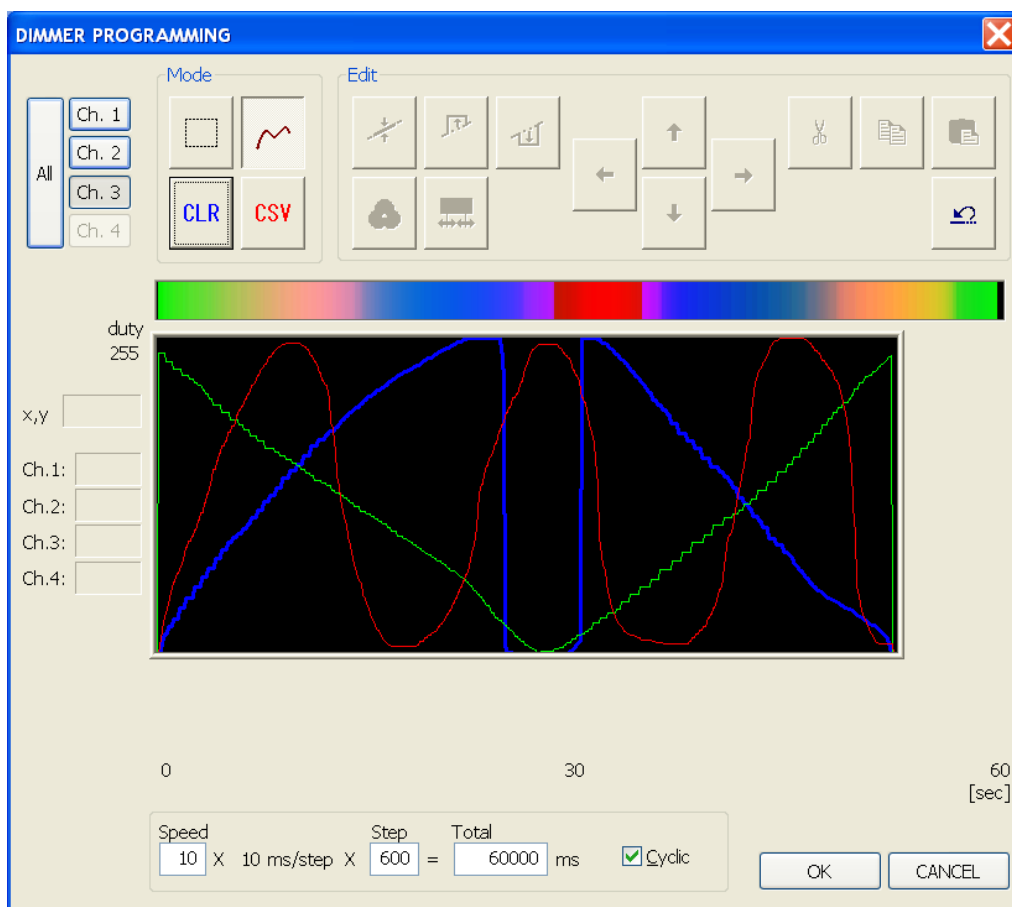 DIMMER PROGRAMMING
Mode
Edit
All
Ch. 1
Ch. 2
Ch. 3
Ch. 4
CLR
CSV
duty
255
x,y
Ch.1:
Ch.2:
Ch.3:
Ch.4:
0
30
60
[sec]
Speed
Step
Total
10 X 10 ms/step X 600 = 60000 ms
Cyclic
OK
CANCEL